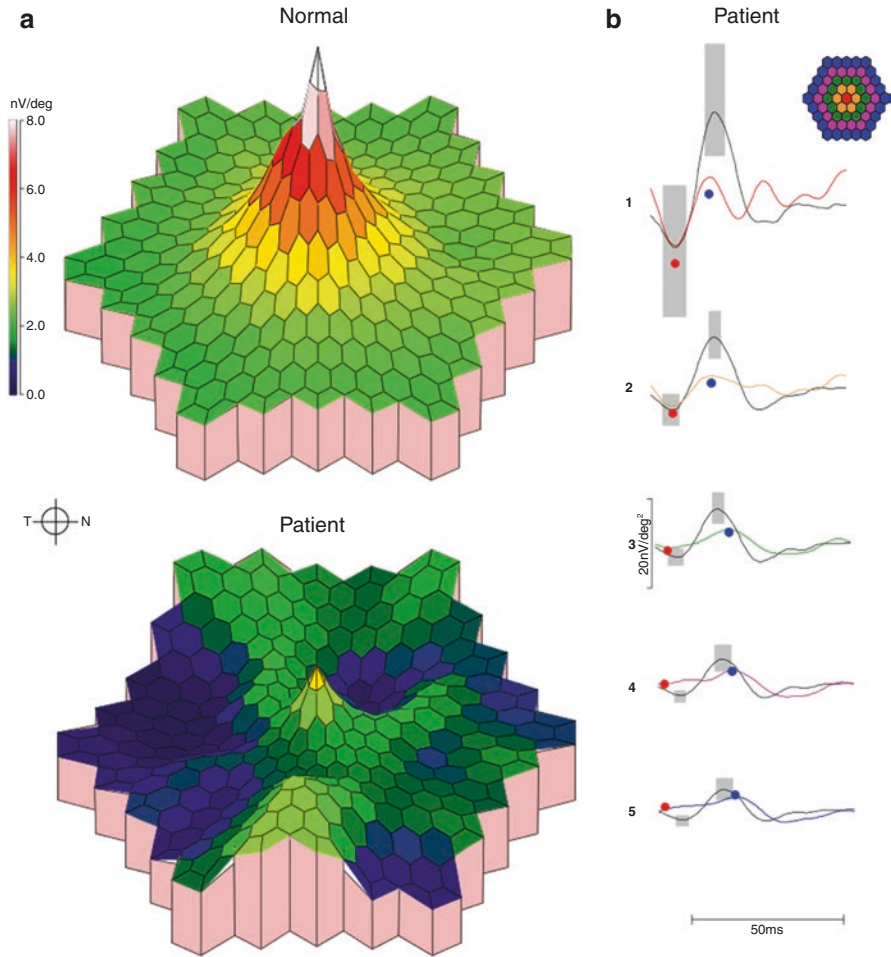 a
Normal
nV/deg
8.0
6.0
4.0
2.0
0.0
T N
Patient
b
Patient
1
2
3
20nV/deg²
4
5
50ms